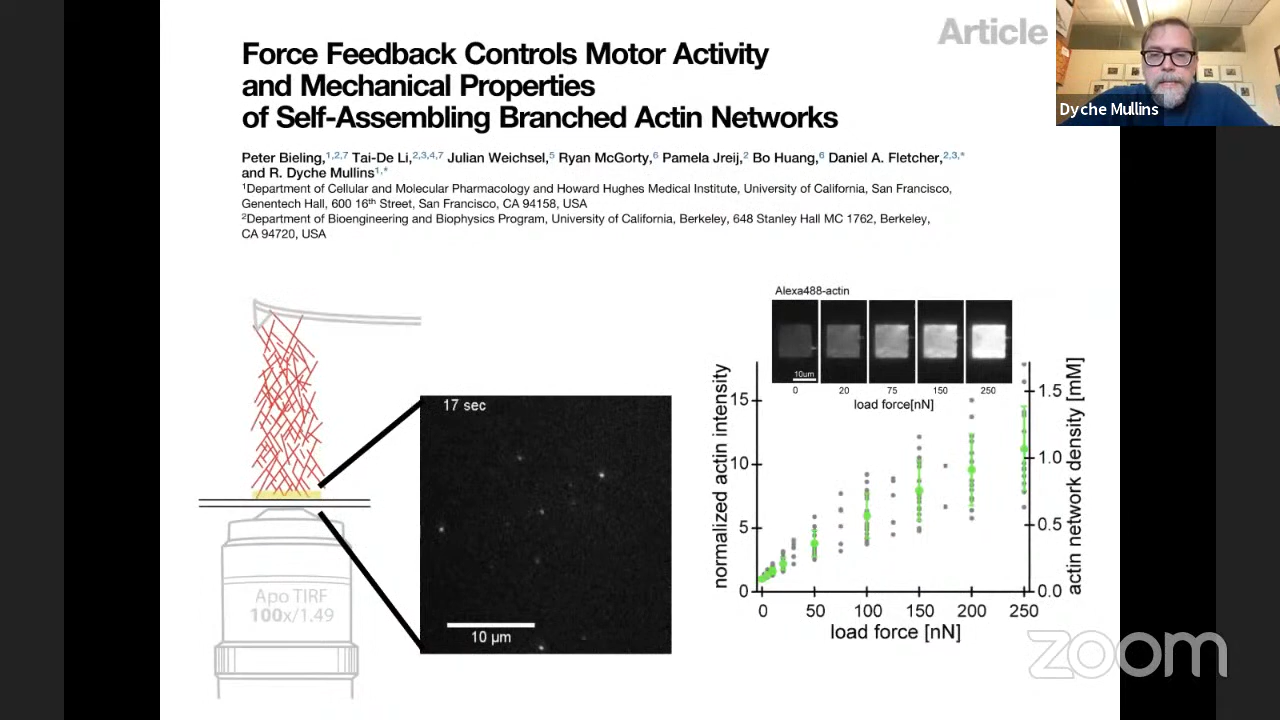 Article
Dyche Mullins
Force Feedback Controls Motor Activity
and Mechanical Properties
of Self-Assembling Branched Actin Networks
Peter Bieling,1,2,7 Tai-De Li,2,3,4,7 Julian Weichsel,5 Ryan McGorty,6 Pamela Jreij,2 Bo Huang,6 Daniel A. Fletcher,2,3,*
and R. Dyche Mullins1,*
1Department of Cellular and Molecular Pharmacology and Howard Hughes Medical Institute, University of California, San Francisco,
Genentech Hall, 600 16th Street, San Francisco, CA 94158, USA
2Department of Bioengineering and Biophysics Program, University of California, Berkeley, 648 Stanley Hall MC 1762, Berkeley,
CA 94720, USA
Apo TIRF
100x/1.49
17 sec
10 µm
Alexa488-actin
10um
0 20 75 150 250
load force[nN]
normalized actin intensity
15
10
5
0
actin network density [mM]
1.5
1.0
0.5
0.0
0 50 100 150 200 250
load force [nN]
zoom